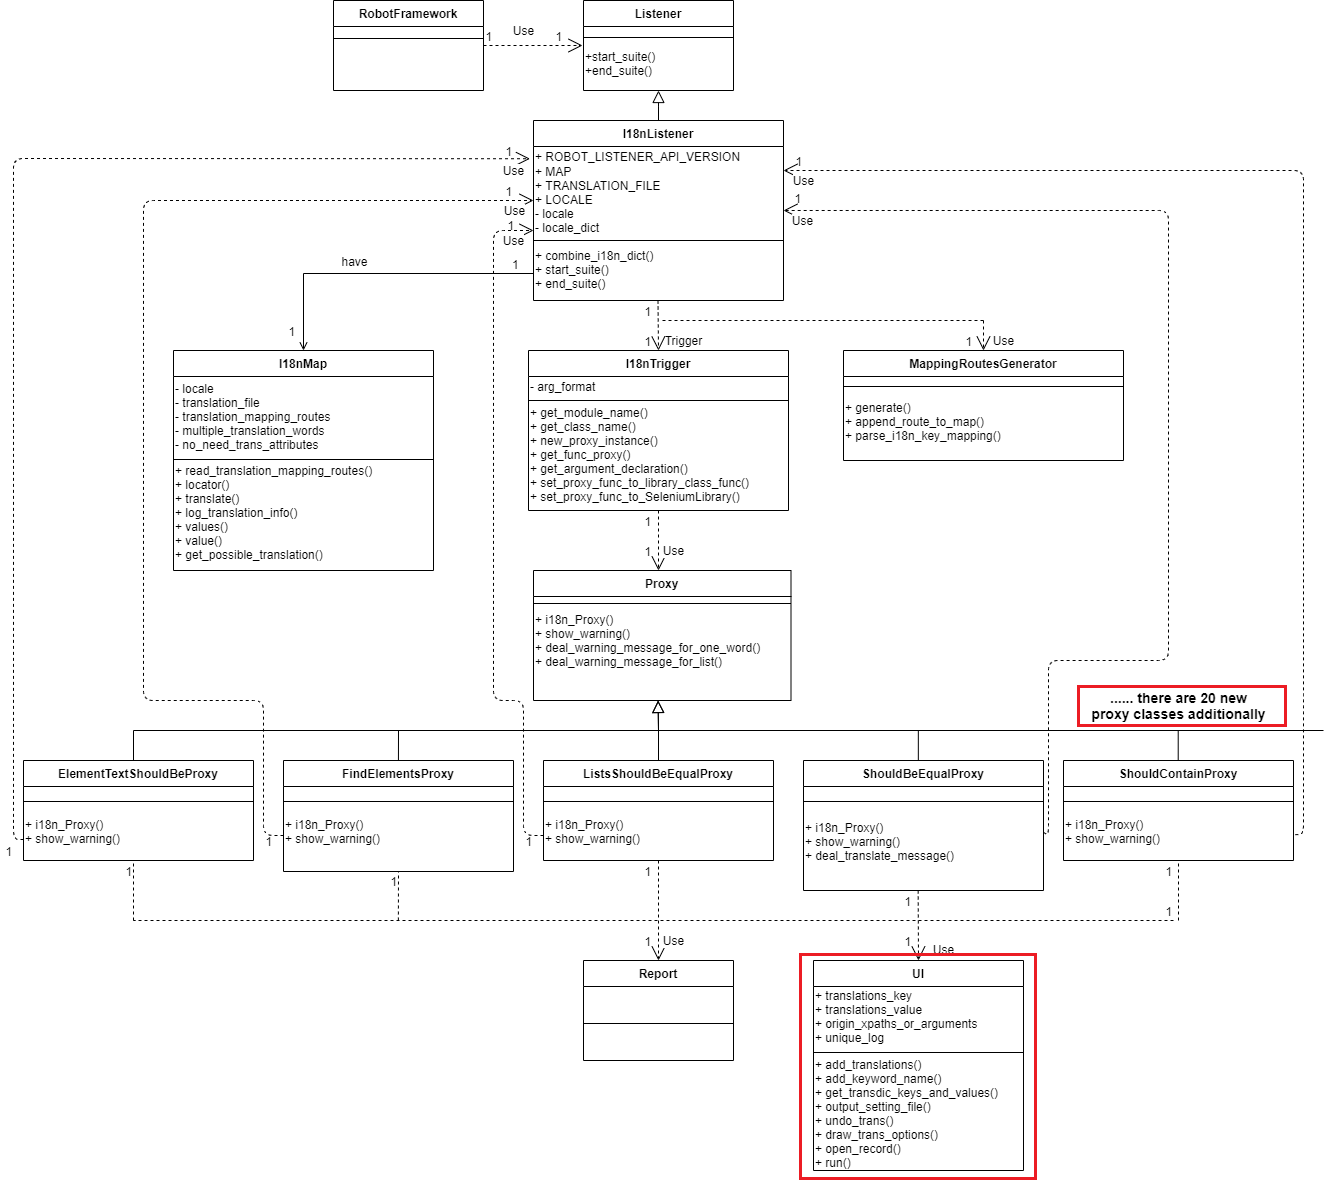 RobotFramework
Listener
1
Use
1
+start_suite()
+end_suite()
I18nListener
+ ROBOT_LISTENER_API_VERSION
+ MAP
+ TRANSLATION_FILE
+ LOCALE
- locale
- locale_dict
+ combine_i18n_dict()
+ start_suite()
+ end_suite()
1
Use
1
Use
1
Use
1
Use
1
Use
have
1
1
1
1
Trigger
1
Use
I18nMap
- locale
- translation_file
- translation_mapping_routes
- multiple_translation_words
- no_need_trans_attributes
+ read_translation_mapping_routes()
+ locator()
+ translate()
+ log_translation_info()
+ values()
+ value()
+ get_possible_translation()
I18nTrigger
- arg_format
+ get_module_name()
+ get_class_name()
+ new_proxy_instance()
+ get_func_proxy()
+ get_argument_declaration()
+ set_proxy_func_to_library_class_func()
+ set_proxy_func_to_SeleniumLibrary()
MappingRoutesGenerator
+ generate()
+ append_route_to_map()
+ parse_i18n_key_mapping()
1
1
Use
Proxy
+ i18n_Proxy()
+ show_warning()
+ deal_warning_message_for_one_word()
+ deal_warning_message_for_list()
...... there are 20 new
proxy classes additionally
ElementTextShouldBeProxy
+ i18n_Proxy()
+ show_warning()
1
FindElementsProxy
+ i18n_Proxy()
+ show_warning()
1
ListsShouldBeEqualProxy
+ i18n_Proxy()
+ show_warning()
1
ShouldBeEqualProxy
+ i18n_Proxy()
+ show_warning()
+ deal_translate_message()
ShouldContainProxy
+ i18n_Proxy()
+ show_warning()
1
1
1
1
1
1
1
Use
1
Use
Report
UI
+ translations_key
+ translations_value
+ origin_xpaths_or_arguments
+ unique_log
+ add_translations()
+ add_keyword_name()
+ get_transdic_keys_and_values()
+ output_setting_file()
+ undo_trans()
+ draw_trans_options()
+ open_record()
+ run()